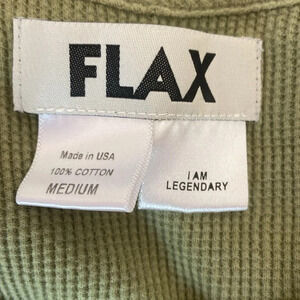 FLAX
Made in USA
100% COTTON
MEDIUM
I AM
LEGENDARY